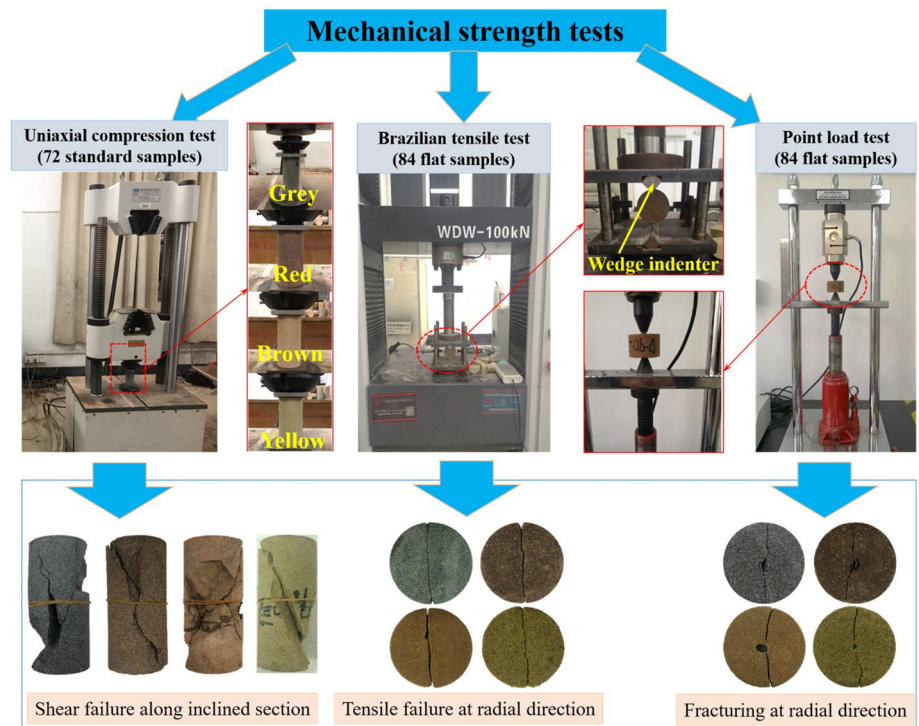 Mechanical strength tests
Uniaxial compression test
(72 standard samples)
Brazilian tensile test
(84 flat samples)
Point load test
(84 flat samples)
Grey
Red
Brown
Yellow
WDW-100kN
Wedge indenter
Shear failure along inclined section
Tensile failure at radial direction
Fracturing at radial direction